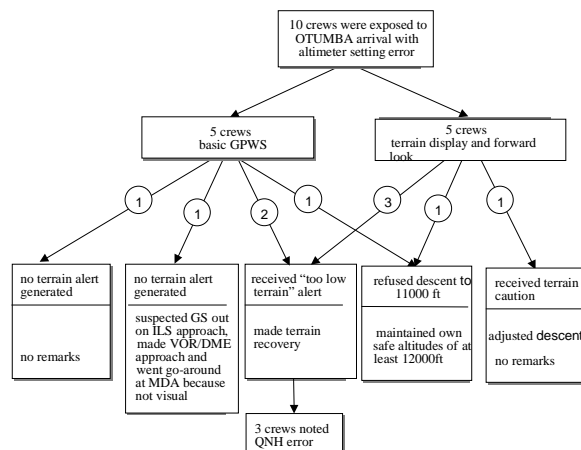 10 crews were exposed to
OTUMBA arrival with
altimeter setting error
5 crews
basic GPWS
5 crews
terrain display and forward
look
1
1
2
1
3
1
1
no terrain alert
generated
no remarks
no terrain alert
generated
suspected GS out
on ILS approach,
made VOR/DME
approach and
went go-around
at MDA because
not visual
received “too low
terrain” alert
made terrain
recovery
refused descent to
11000 ft
maintained own
safe altitudes of at
least 12000ft
received terrain
caution
adjusted descent
no remarks
3 crews noted
QNH error